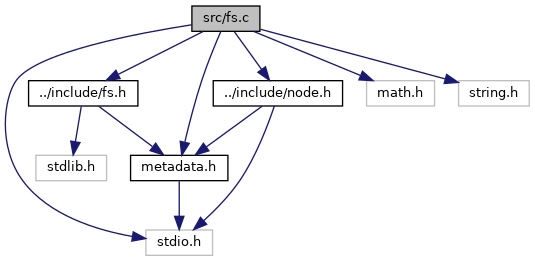 src/fs.c
../include/fs.h
../include/node.h
math.h
string.h
stdlib.h
metadata.h
stdio.h